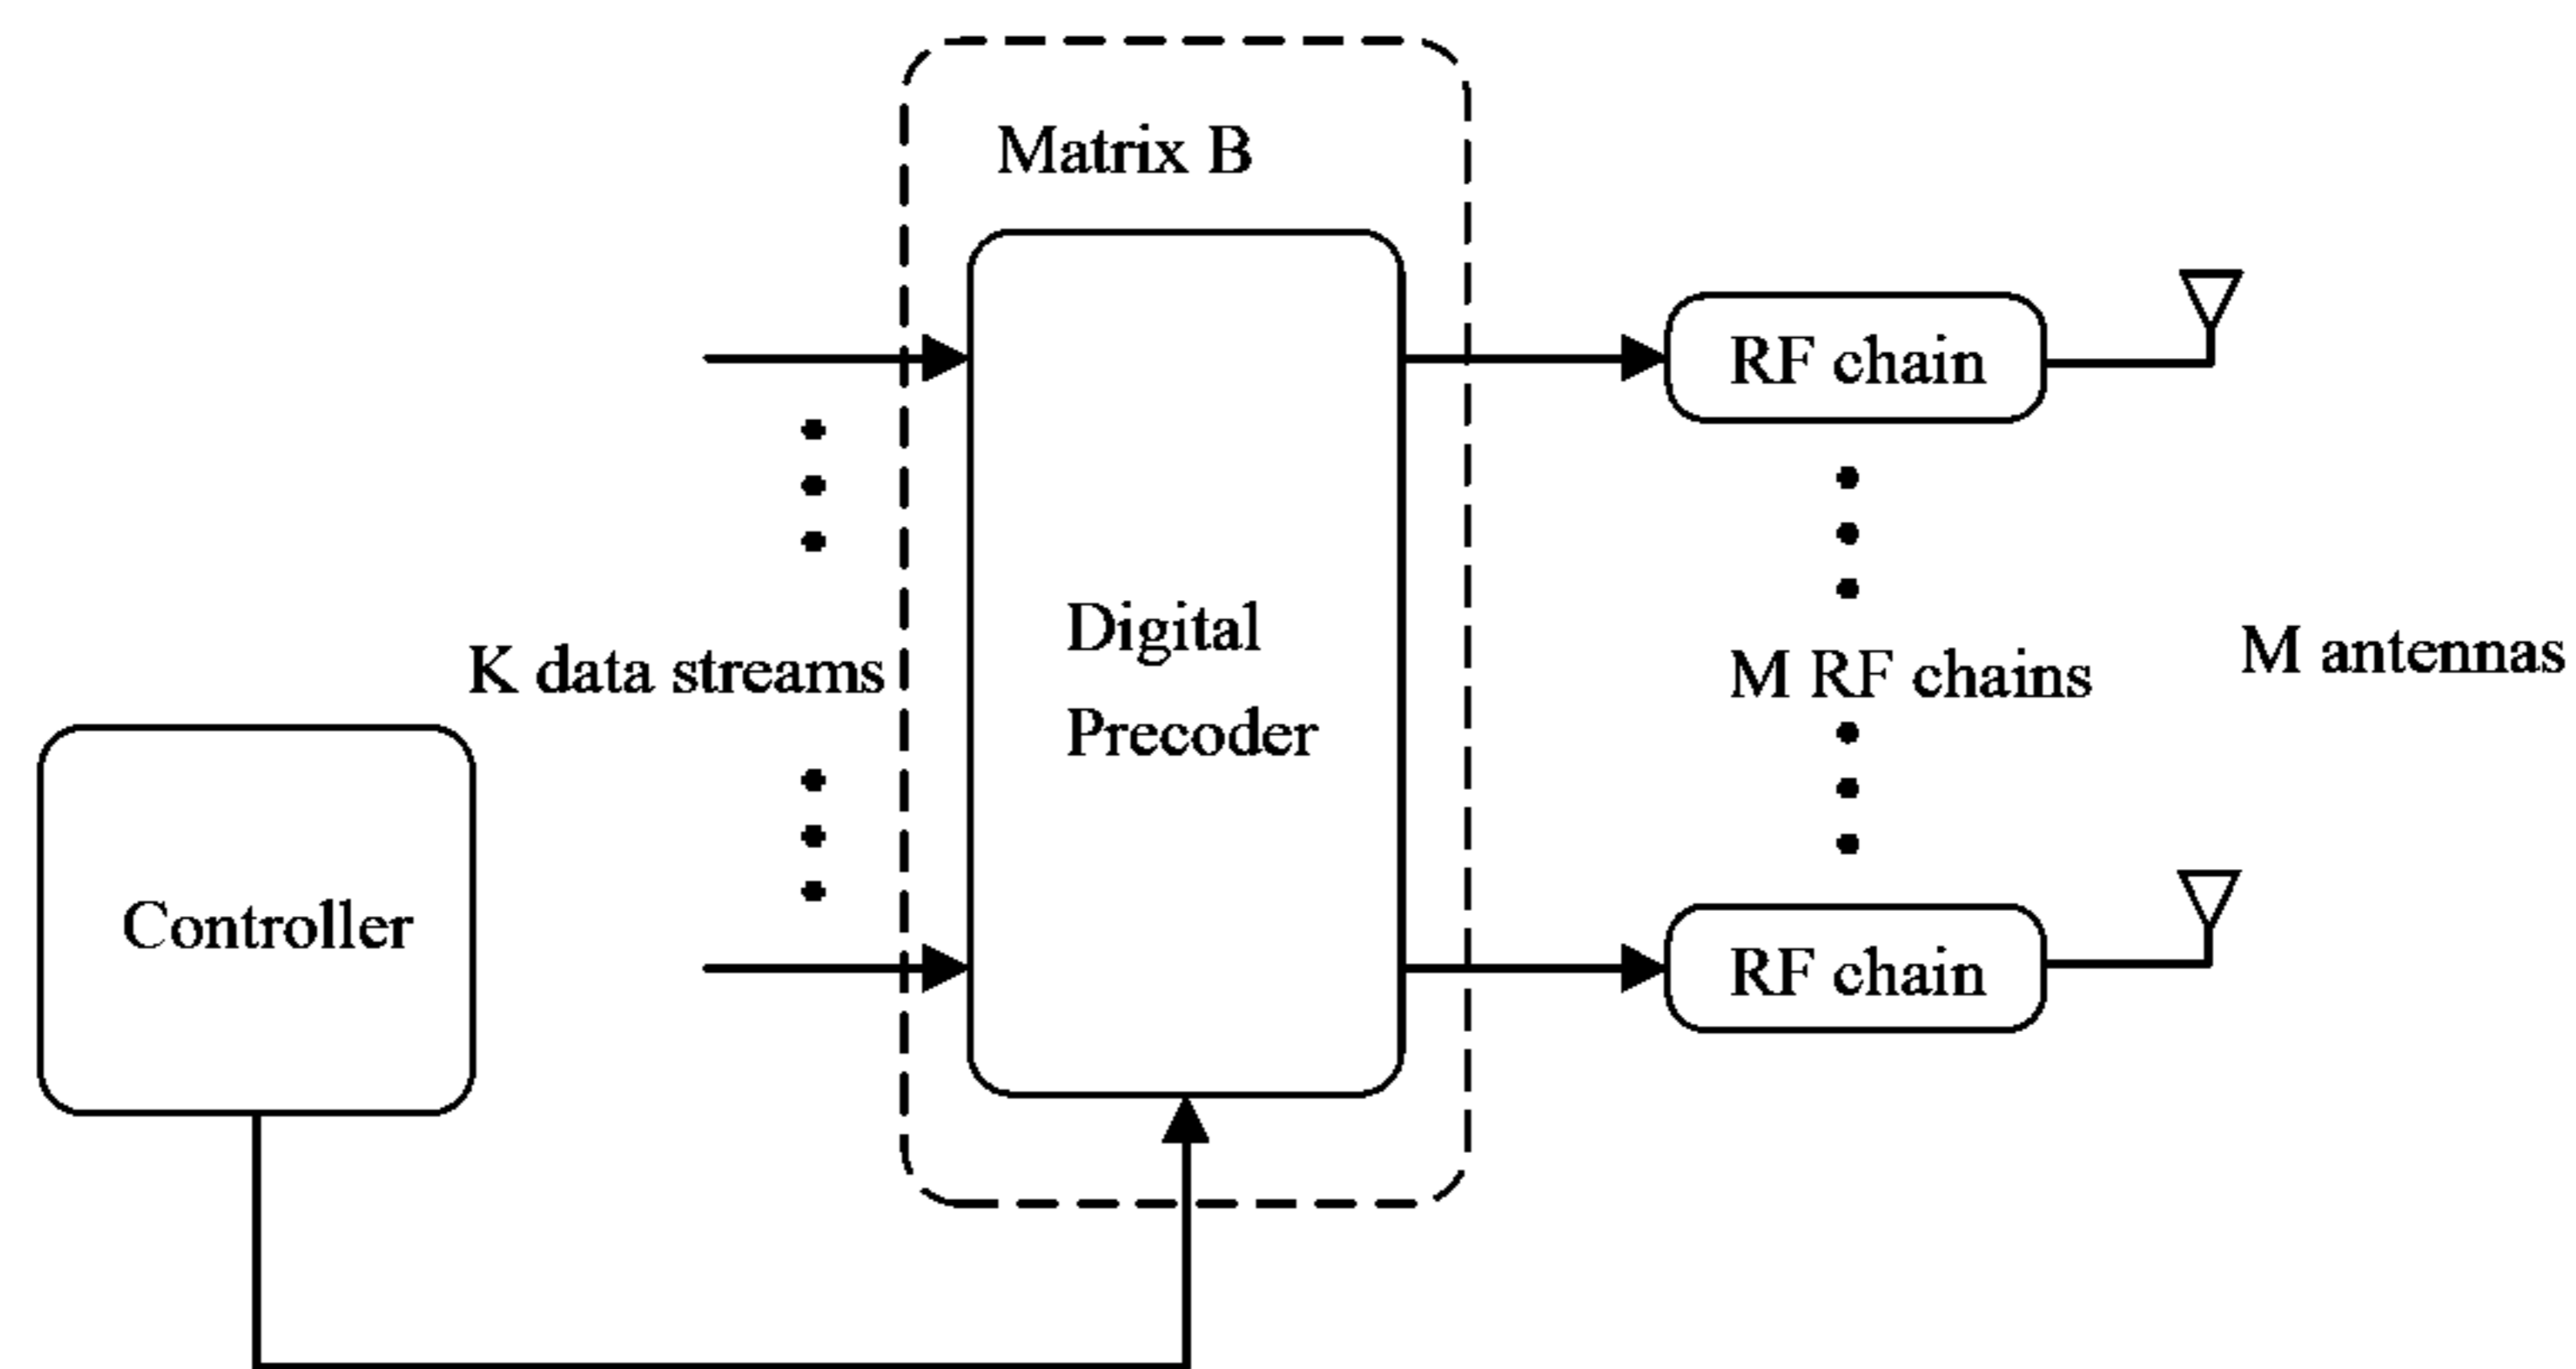 Matrix B
RF chain
Digital
Precoder
K data streams
M RF chains
M antennas
Controller
RF chain